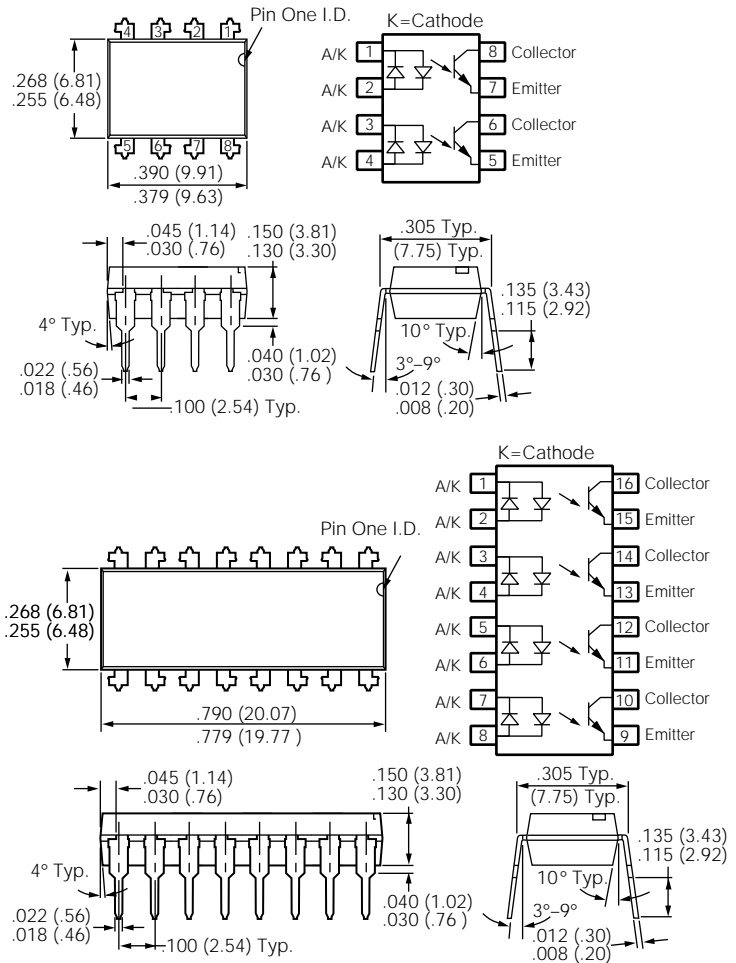 Pin One I.D.
4 3 2 1
.268 (6.81)
.255 (6.48)
5 6 7 8
.390 (9.91)
.379 (9.63)
K=Cathode
A/K 1 8 Collector
A/K 2 7 Emitter
A/K 3 6 Collector
A/K 4 5 Emitter
.045 (1.14)
.030 (.76)
.150 (3.81)
.130 (3.30)
4° Typ.
.040 (1.02)
.030 (.76 )
.022 (.56)
.018 (.46)
.100 (2.54) Typ.
.305 Typ.
(7.75) Typ.
.135 (3.43)
.115 (2.92)
10° Typ.
3°–9°
.012 (.30)
.008 (.20)
Pin One I.D.
.268 (6.81)
.255 (6.48)
.790 (20.07)
.779 (19.77 )
K=Cathode
A/K 1 16 Collector
A/K 2 15 Emitter
A/K 3 14 Collector
A/K 4 13 Emitter
A/K 5 12 Collector
A/K 6 11 Emitter
A/K 7 10 Collector
A/K 8 9 Emitter
.045 (1.14)
.030 (.76)
.150 (3.81)
.130 (3.30)
4° Typ.
.040 (1.02)
.030 (.76 )
.022 (.56)
.018 (.46)
.100 (2.54) Typ.
.305 Typ.
(7.75) Typ.
.135 (3.43)
.115 (2.92)
10° Typ.
3°–9°
.012 (.30)
.008 (.20)